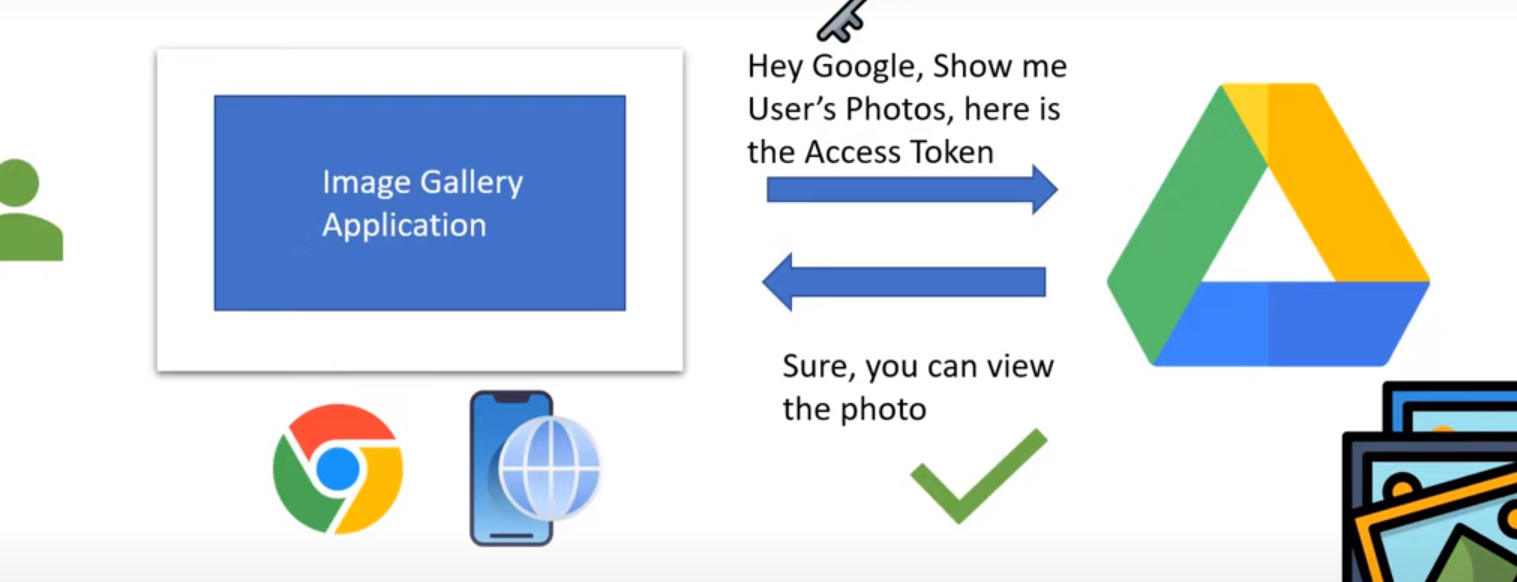 Hey Google, Show me
User's Photos, here is
the Access Token
Image Gallery
Application
Sure, you can view
the photo